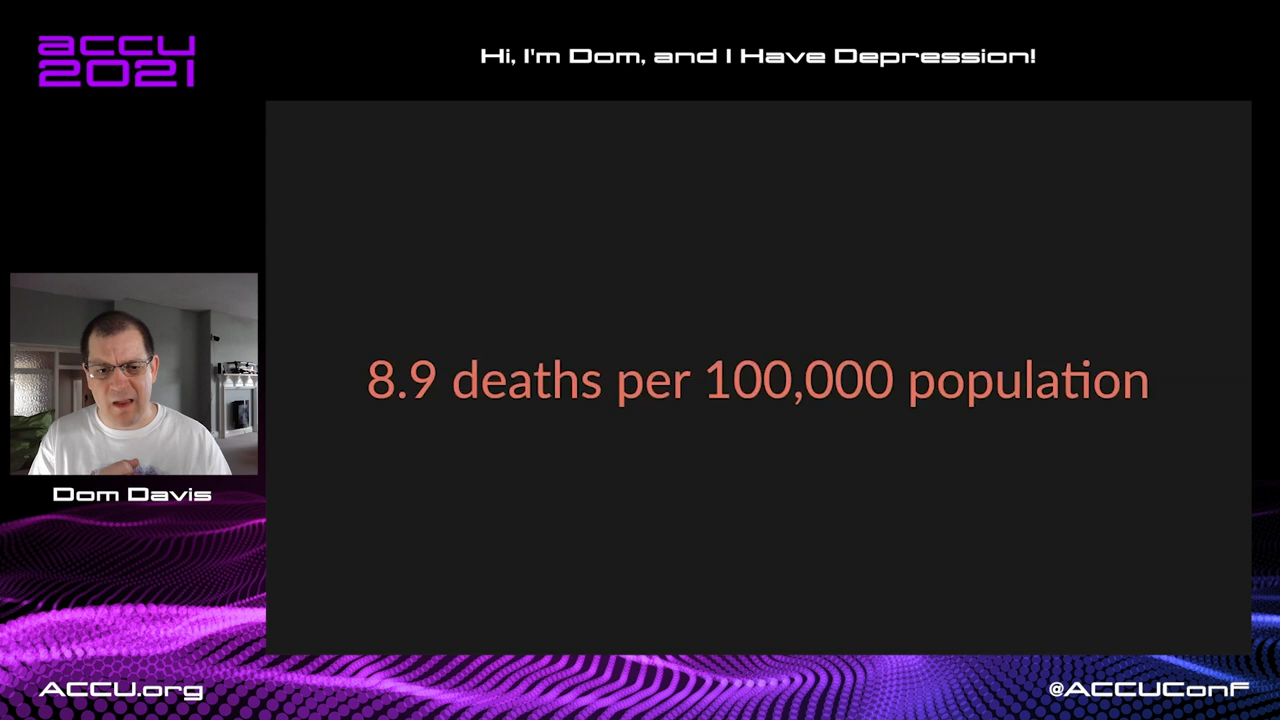 accu
2021
Hi, I'm Dom, and I Have Depression!
8.9 deaths per 100,000 population
Dom Davis
ACCU.org
@ACCUConf